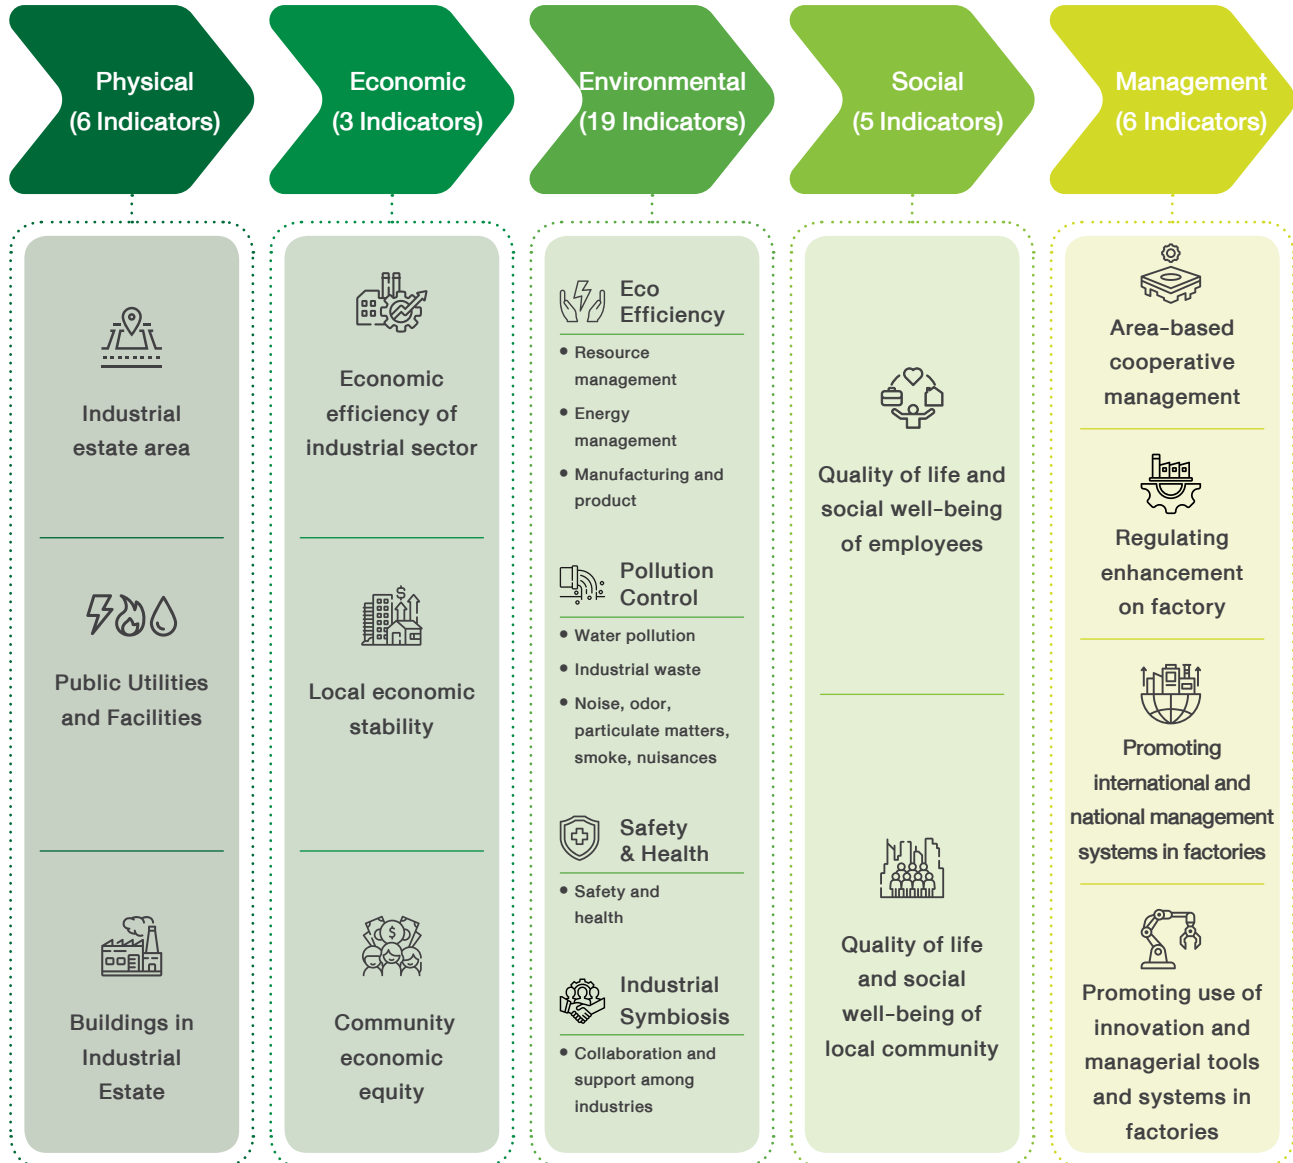 Physical
(6 Indicators)
Industrial
estate area
Public Utilities
and Facilities
Buildings in
Industrial
Estate
Economic
(3 Indicators)
Economic
efficiency of
industrial sector
Local economic
stability
Community
economic
equity
Environmental
(19 Indicators)
Eco
Efficiency
• Resource
management
• Energy
management
• Manufacturing and
product
Pollution
Control
• Water pollution
• Industrial waste
• Noise, odor,
particulate matters,
smoke, nuisances
Safety
& Health
• Safety and
health
Industrial
Symbiosis
• Collaboration and
support among
industries
Social
(5 Indicators)
Quality of life and
social well-being
of employees
Quality of life
and social
well-being of
local community
Management
(6 Indicators)
Area-based
cooperative
management
Regulating
enhancement
on factory
Promoting
international and
national management
systems in factories
Promoting use of
innovation and
managerial tools
and systems in
factories